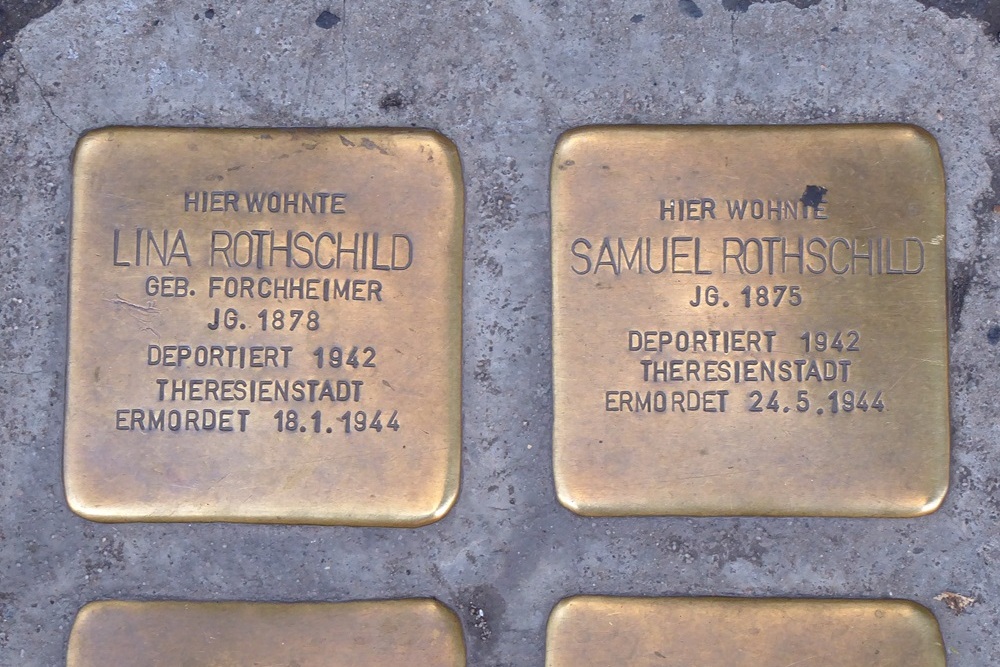 HIER WOHNTE
LINA ROTHSCHILD
GEB. FORCHHEIMER
JG. 1878
DEPORTIERT 1942
THERESIENSTADT
ERMORDET 18.1.1944
HIER WOHNTE
SAMUEL ROTHSCHILD
JG. 1875
DEPORTIERT 1942
THERESIENSTADT
ERMORDET 24.5.1944